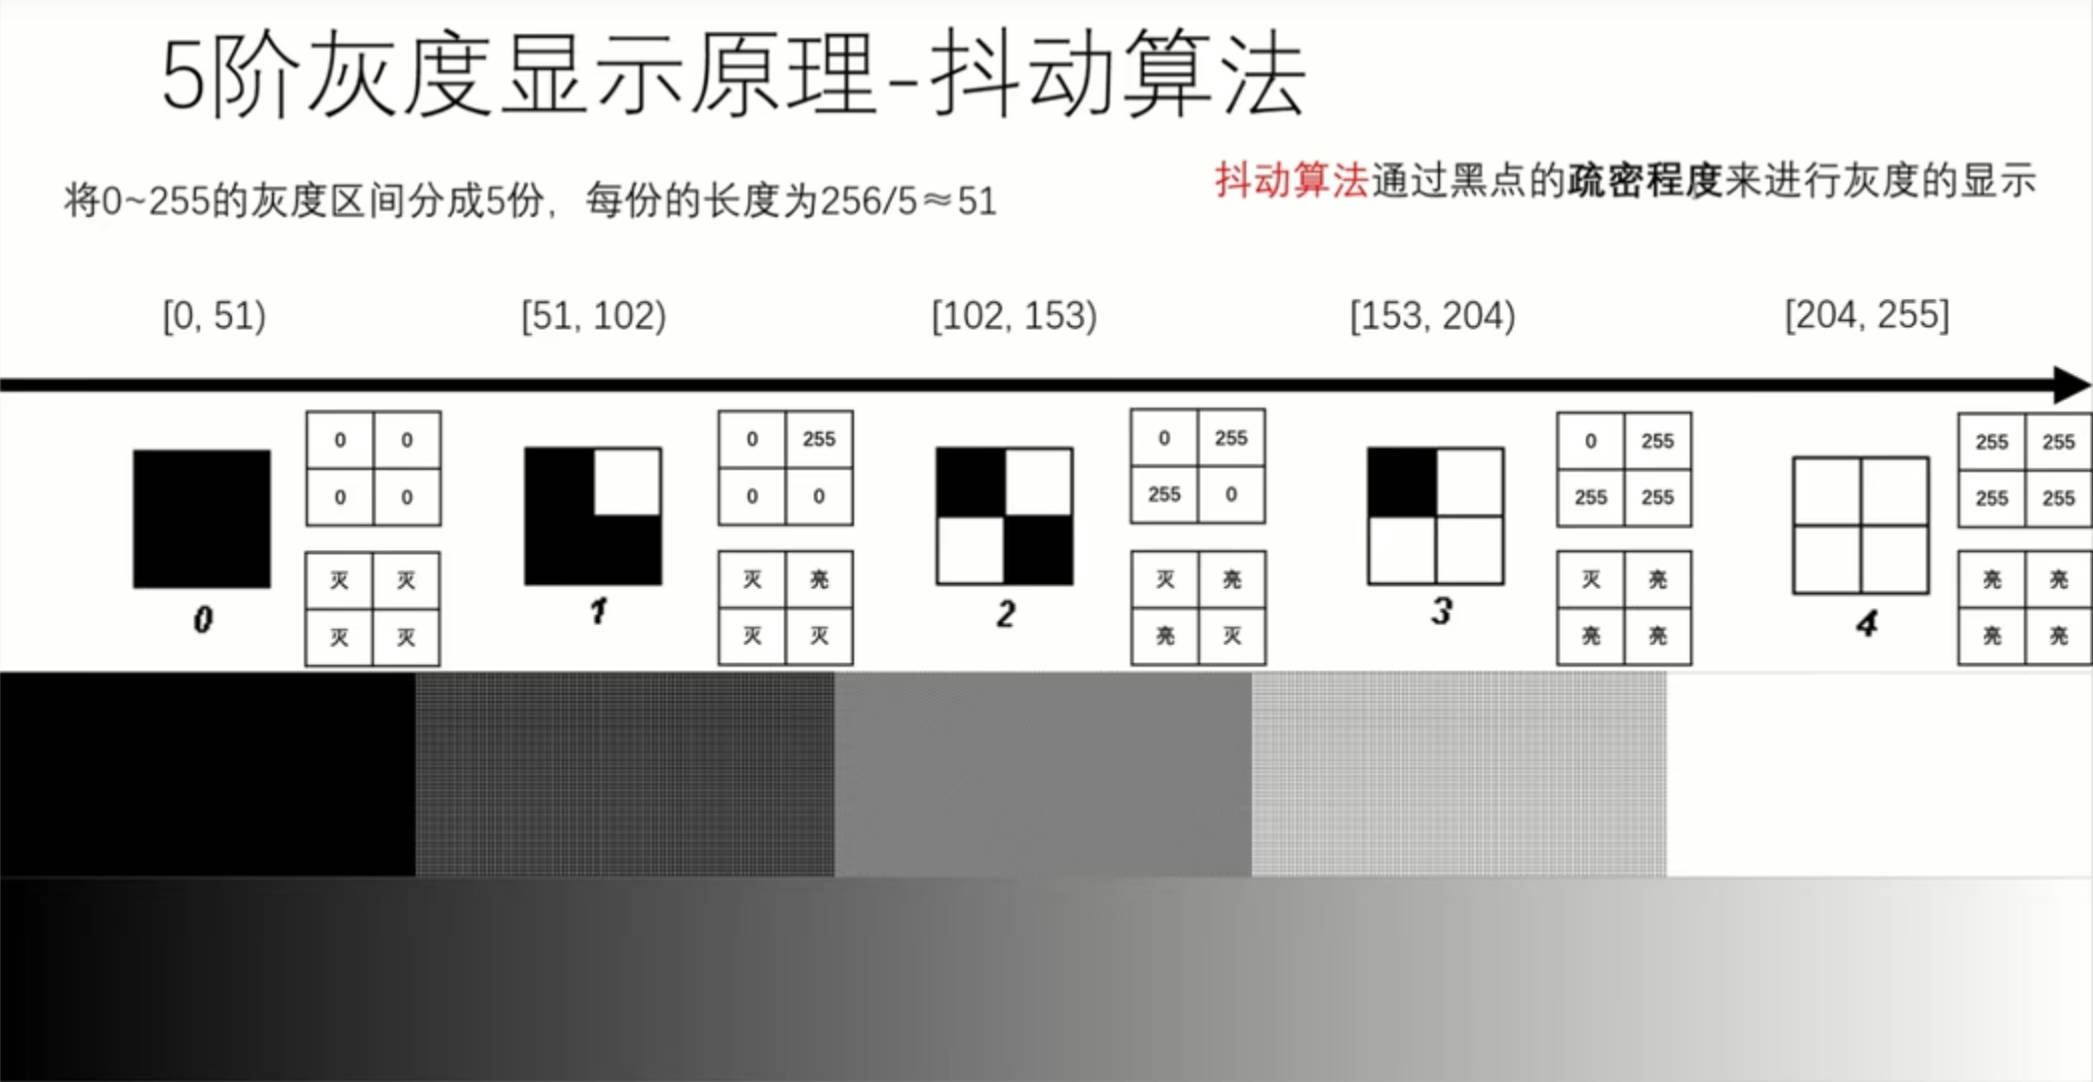 5阶灰度显示原理-抖动算法
将0~255的灰度区间分成5份，每份的长度为256/5≈51
抖动算法通过黑点的疏密程度来进行灰度的显示
[0, 51) [51, 102) [102, 153) [153, 204) [204, 255]
0 0 0 255 0 255 0 255 255 255
0 0 0 0 255 0 255 255 255 255
灭 灭 灭 亮 灭 亮 灭 亮 亮 亮
灭 灭 灭 灭 亮 灭 亮 亮 亮 亮
0 1 2 3 4